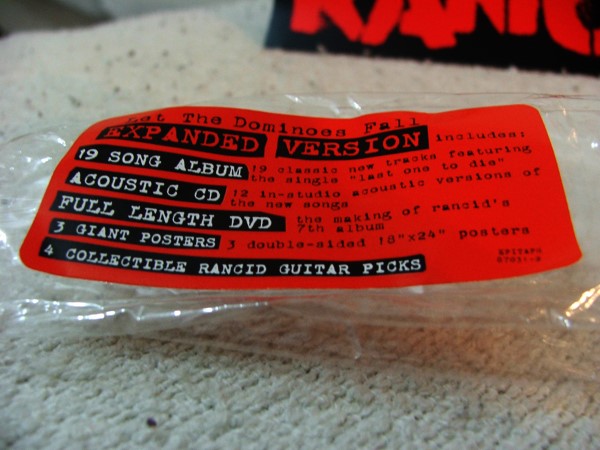 RANCI
Let The Dominoes Fall
EXPANDED VERSION includes:
19 SONG ALBUM 19 classic new tracks featuring
the single "last one to die"
ACOUSTIC CD 12 in-studio acoustic versions of
the new songs
FULL LENGTH DVD the making of rancid's
7th album
3 GIANT POSTERS 3 double-sided 18"x24" posters
4 COLLECTIBLE RANCID GUITAR PICKS
EPITAPH